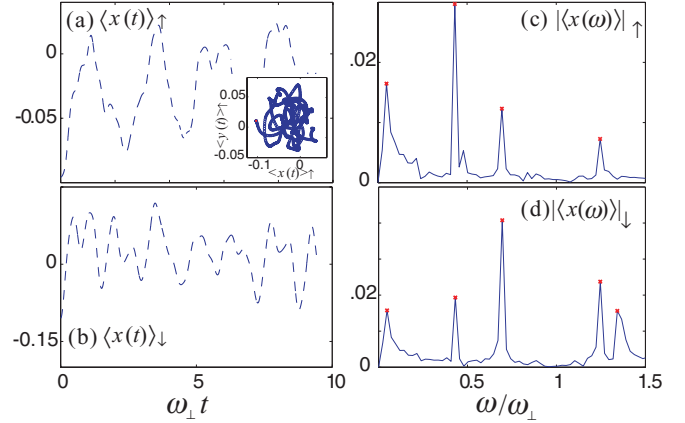 (a) ⟨x(t)⟩↑
0
-0.05
0.05
0
-0.05
<y(t)>↑
-0.1 0
<x(t)>↑
(c) |⟨x(ω)⟩|↑
.02
0
0
-0.15
(b) ⟨x(t)⟩↓
0 5 10
ω⊥ t
(d) |⟨x(ω)⟩|↓
.02
0
0 0.5 1 1.5
ω/ω⊥